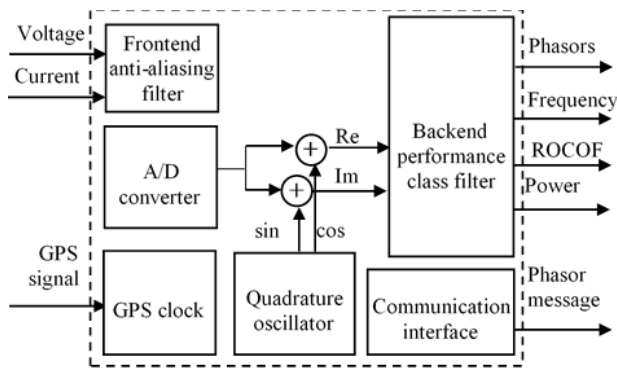 Voltage
Current
Frontend
anti-aliasing
filter
A/D
converter
GPS
signal
GPS clock
+
+
Re
Im
sin
cos
Quadrature
oscillator
Backend
performance
class filter
Communication
interface
Phasors
Frequency
ROCOF
Power
Phasor
message